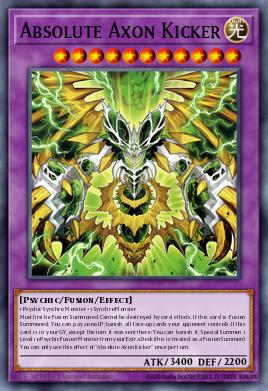 ABSOLUTE AXON KICKER
光
[PSYCHIC/FUSION/EFFECT]
1 Psychic Synchro Monster + 1 Synchro Monster
Must first be Fusion Summoned. Cannot be destroyed by card effects. If this card is Fusion
Summoned: You can pay 2000 LP; banish all face-up cards your opponent controls. If this
card is in your GY, except the turn it was sent there: You can banish it; Special Summon 1
Level 10 Psychic Fusion Monster from your Extra Deck (this is treated as a Fusion Summon).
You can only use this effect of "Absolute Axon Kicker" once per turn.
ATK/3400 DEF/2200